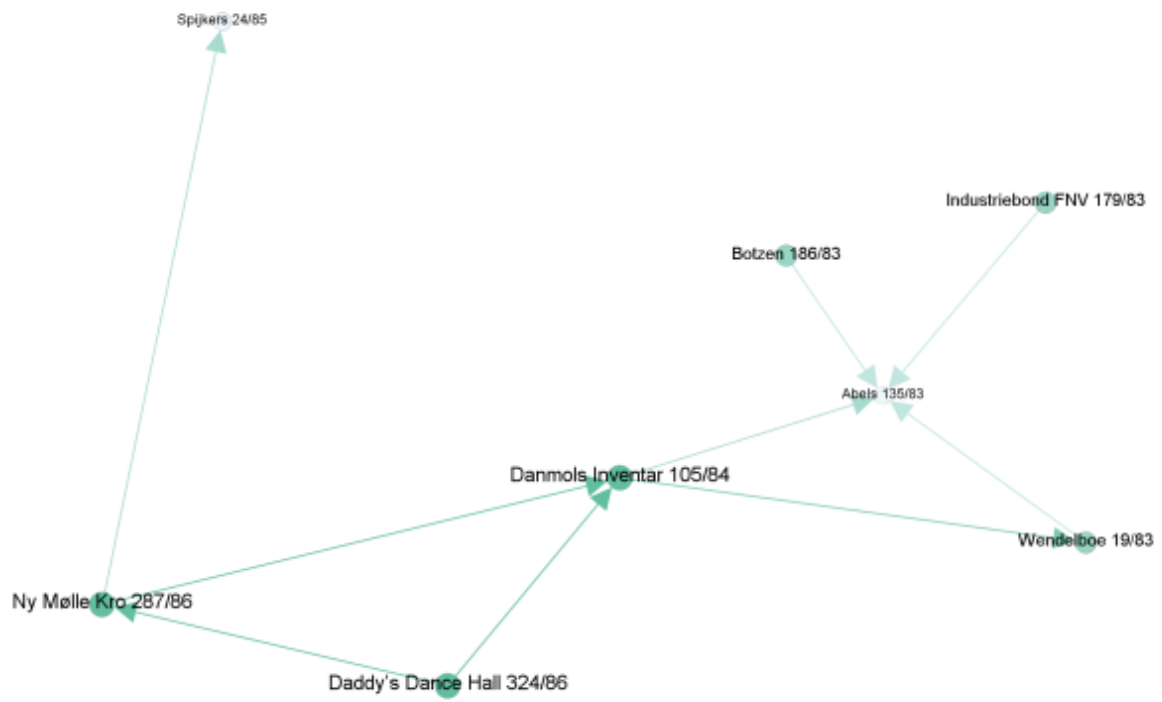 Spijkers 24/85
Industriebond FNV 179/83
Botzen 186/83
Abels 135/83
Danmols Inventar 105/84
Wendelboe 19/83
Ny Mølle Kro 287/86
Daddy's Dance Hall 324/86